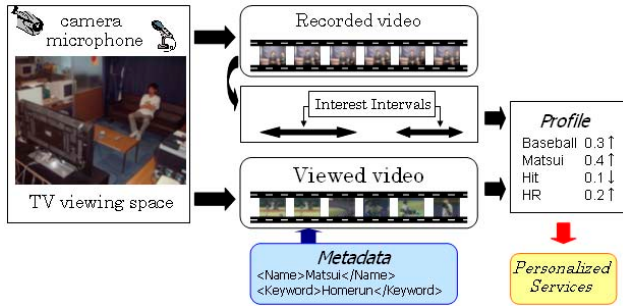 camera
microphone
TV viewing space
Recorded video
Interest Intervals
Viewed video
Metadata
<Name>Matsui</Name>
<Keyword>Homerun</Keyword>
Profile
Baseball 0.3↑
Matsui 0.4↑
Hit 0.1↓
HR 0.2↑
Personalized
Services